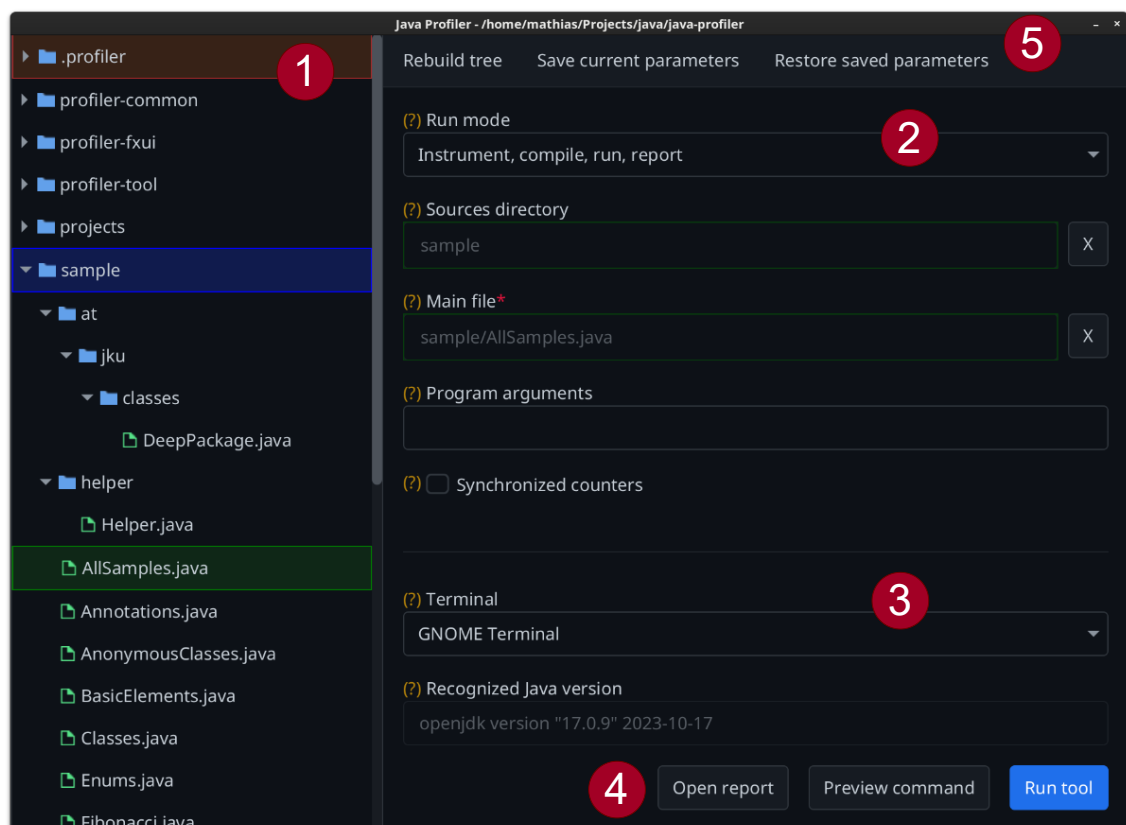 Java Profiler - /home/mathias/Projects/java/java-profiler
.profiler
1
profiler-common
profiler-fxui
profiler-tool
projects
sample
at
jku
classes
DeepPackage.java
helper
Helper.java
AllSamples.java
Annotations.java
AnonymousClasses.java
BasicElements.java
Classes.java
Enums.java
Fibonacci.java
Rebuild tree Save current parameters Restore saved parameters
5
(?) Run mode
2
Instrument, compile, run, report
(?) Sources directory
sample X
(?) Main file*
sample/AllSamples.java X
(?) Program arguments
(?) Synchronized counters
(?) Terminal
3
GNOME Terminal
(?) Recognized Java version
openjdk version "17.0.9" 2023-10-17
4 Open report Preview command Run tool